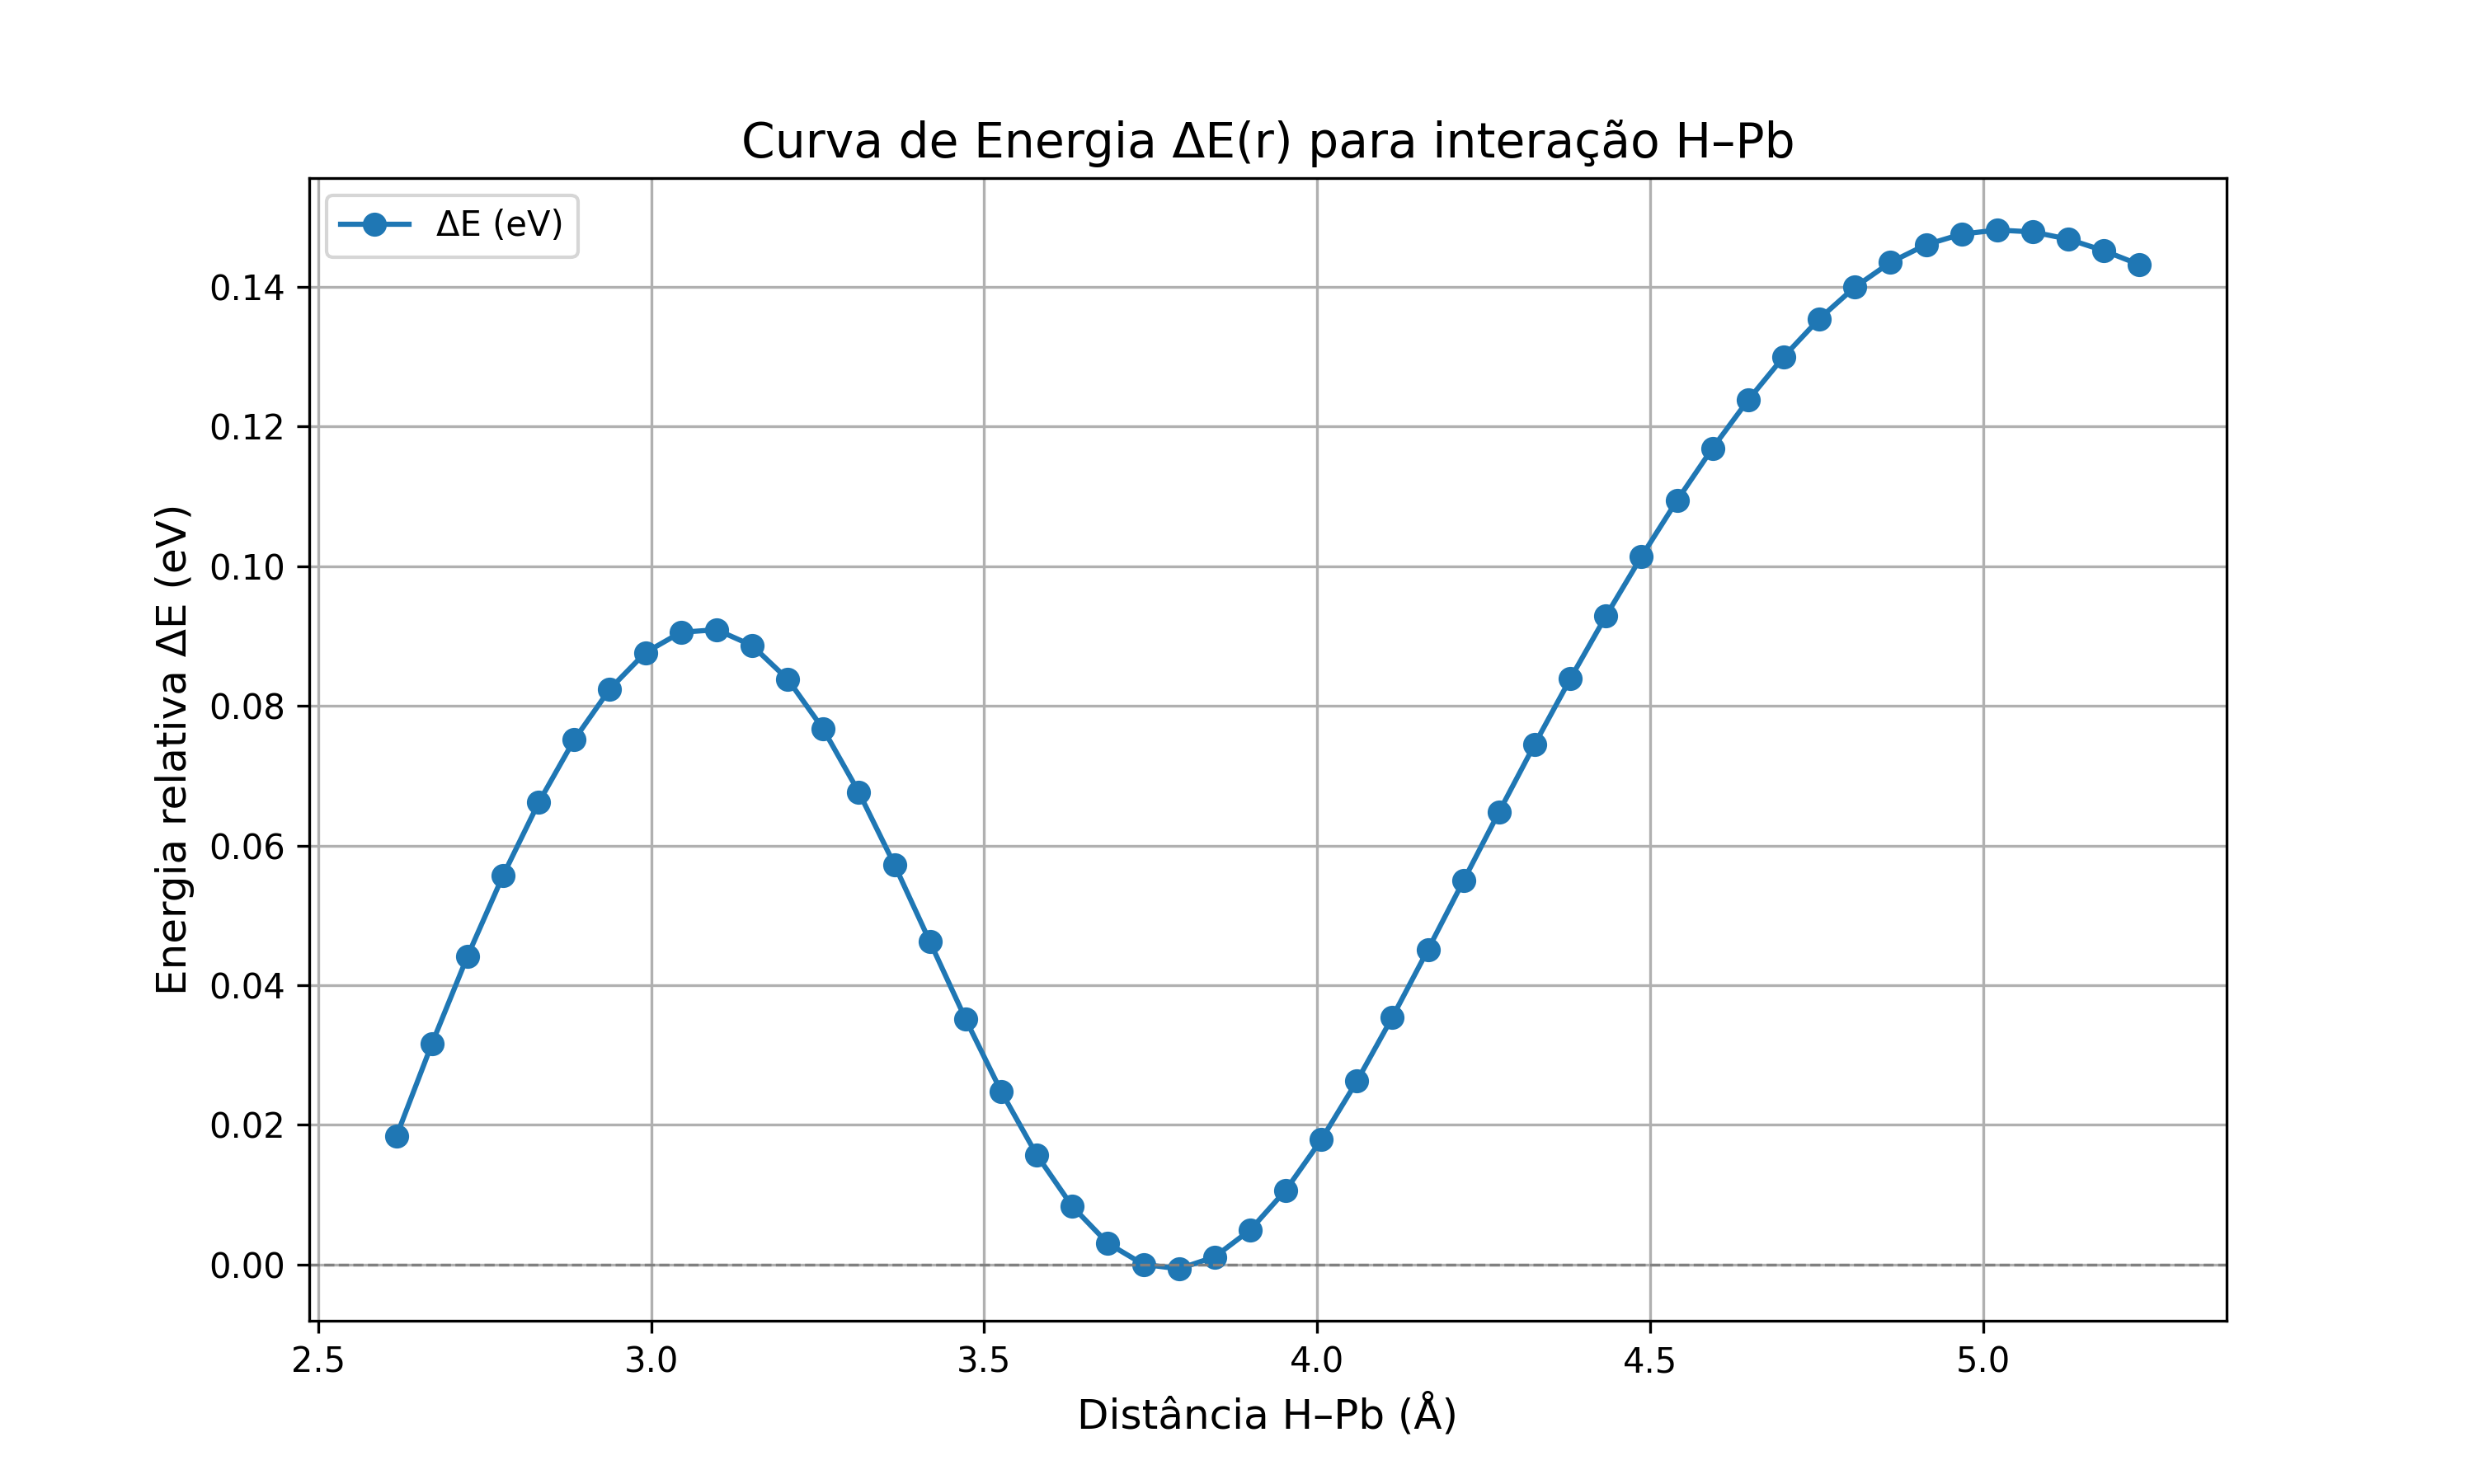 Curva de Energia ΔE(r) para interação H–Pb
ΔE (eV)
Energia relativa ΔE (eV)
0.14
0.12
0.10
0.08
0.06
0.04
0.02
0.00
2.5 3.0 3.5 4.0 4.5 5.0
Distância H–Pb (Å)